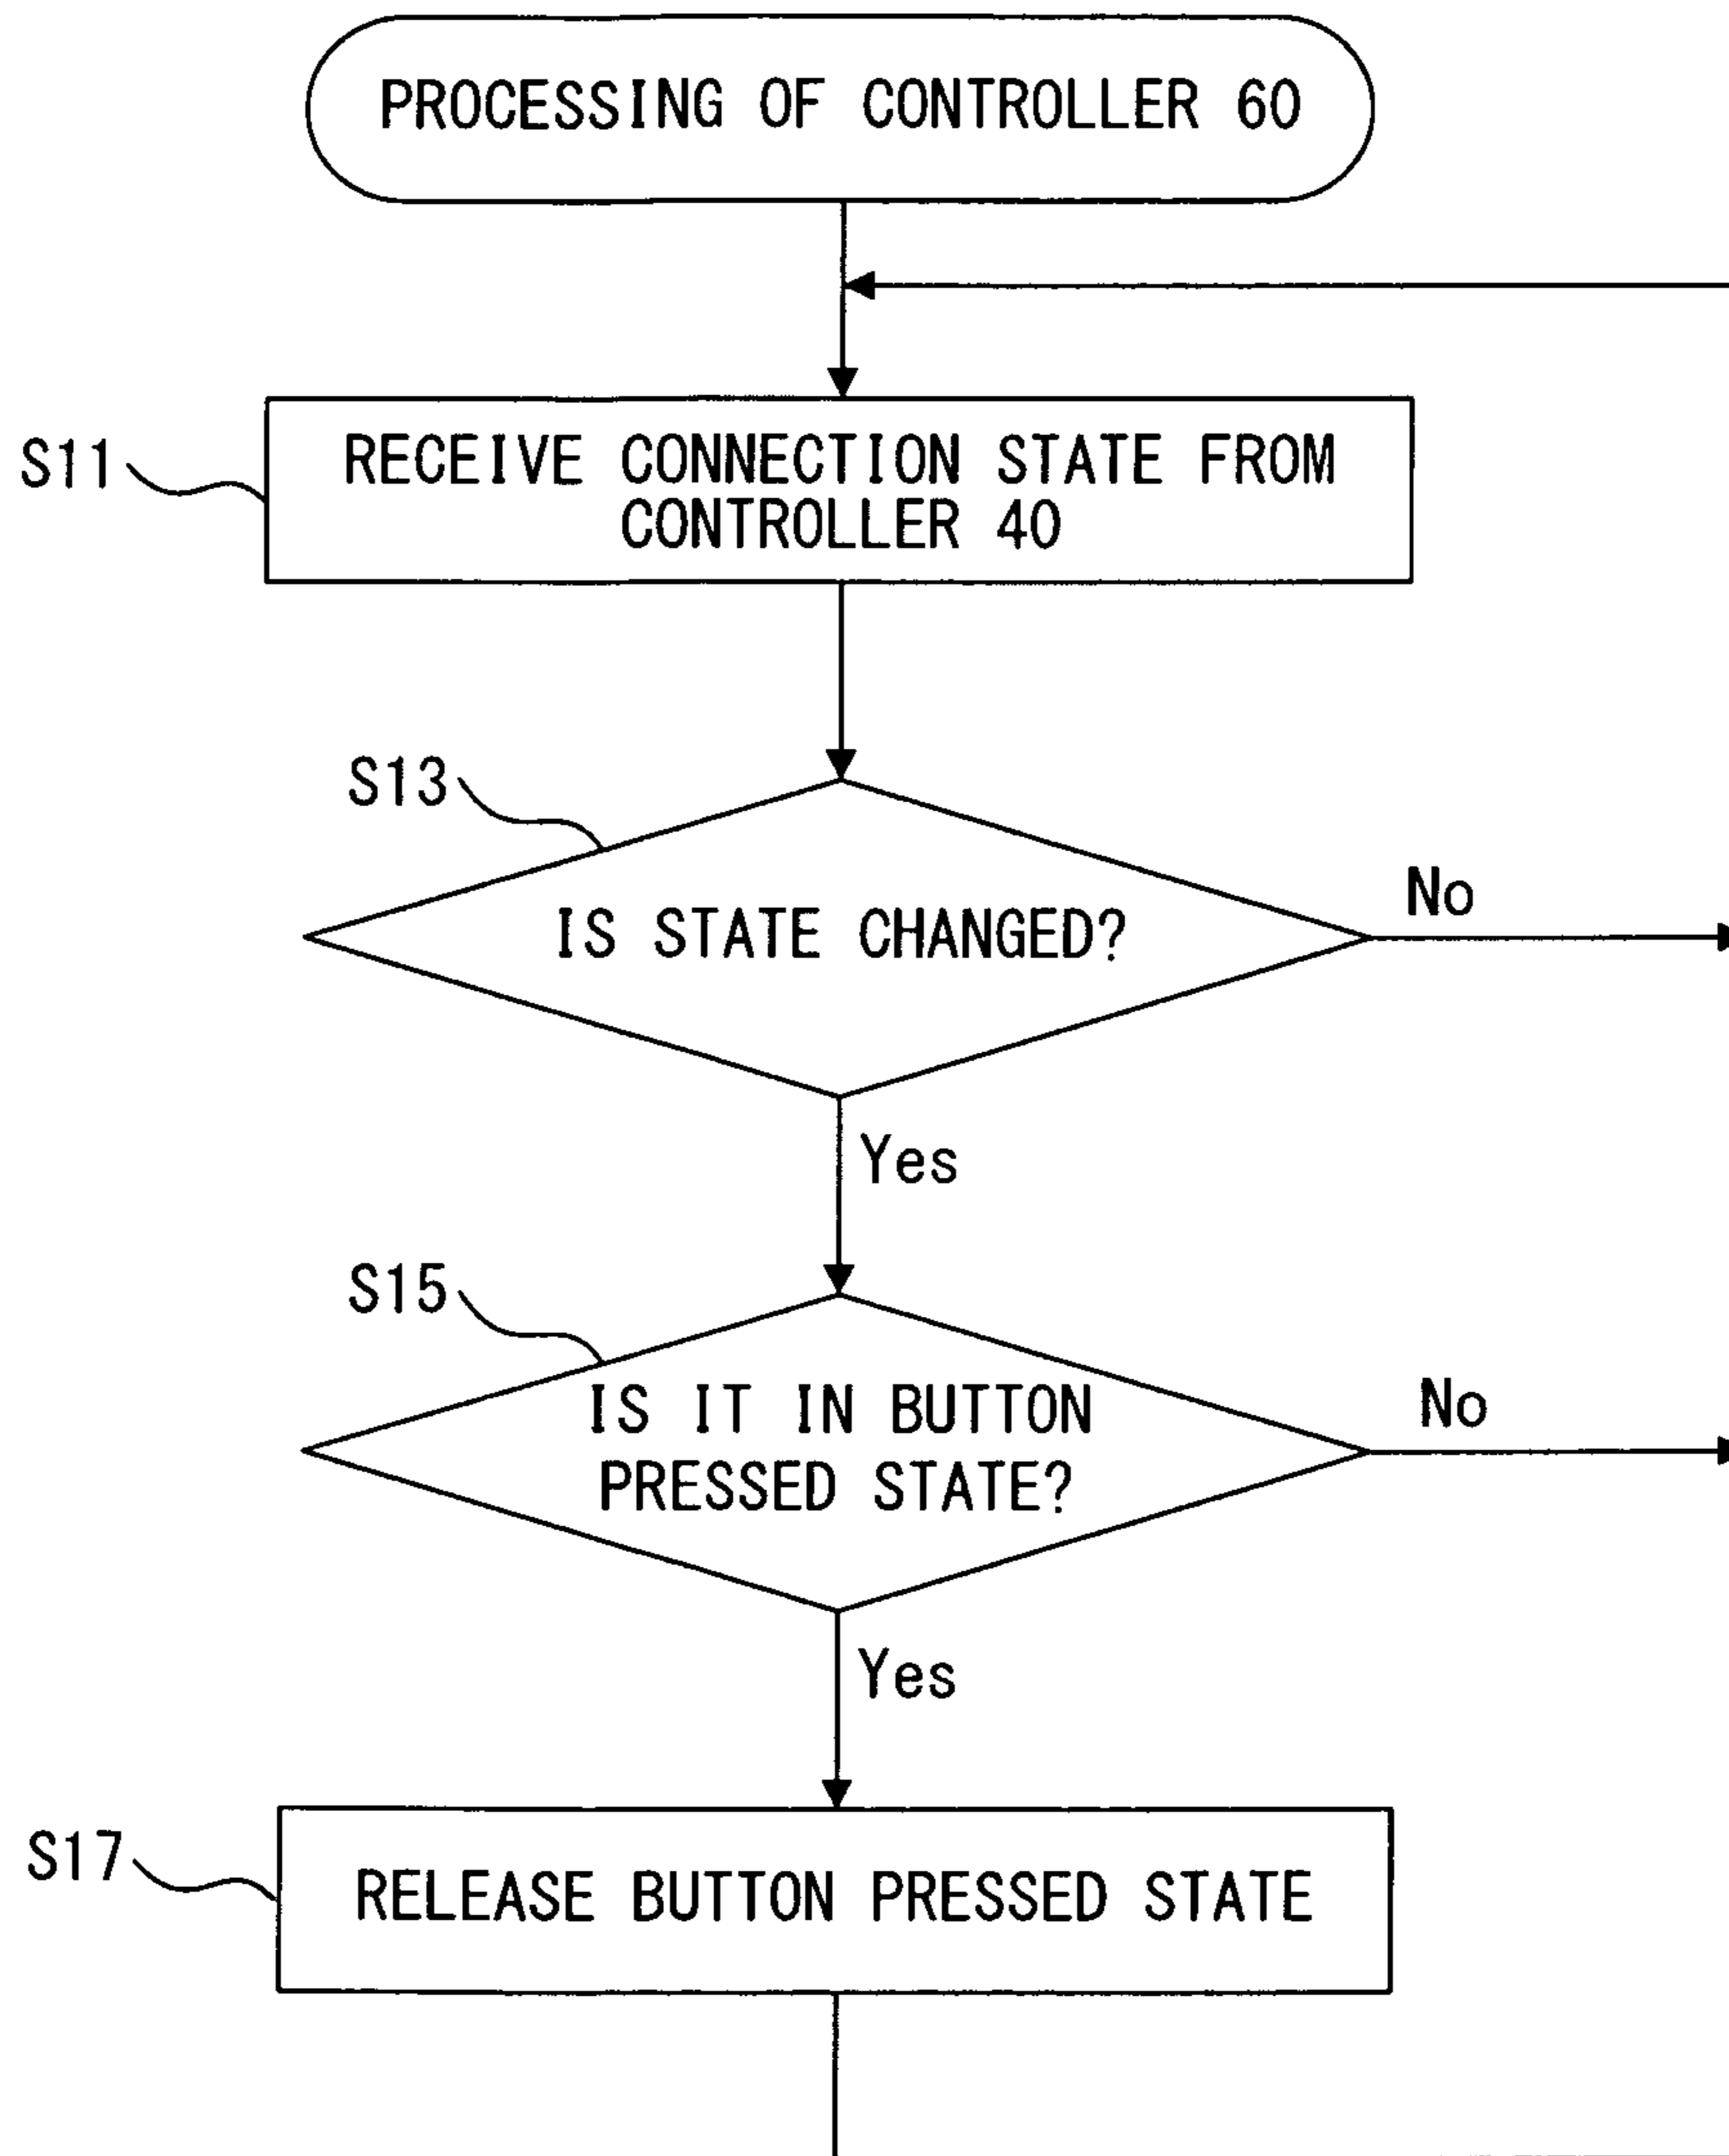 PROCESSING OF CONTROLLER 60
S11
RECEIVE CONNECTION STATE FROM
CONTROLLER 40
S13
IS STATE CHANGED?
No
Yes
S15
IS IT IN BUTTON
PRESSED STATE?
No
Yes
S17
RELEASE BUTTON PRESSED STATE